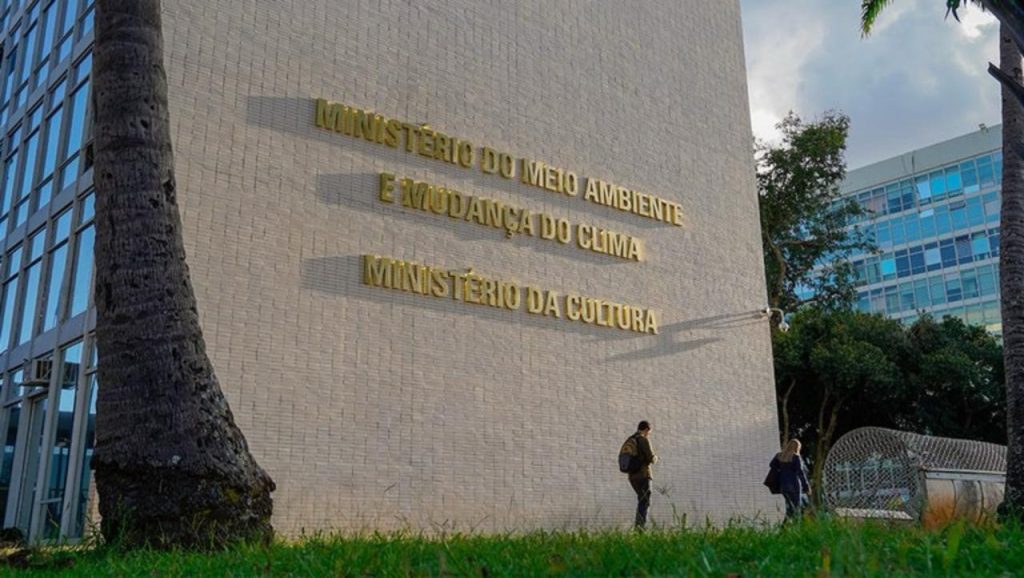 MINISTÉRIO DO MEIO AMBIENTE
E MUDANÇA DO CLIMA
MINISTÉRIO DA CULTURA